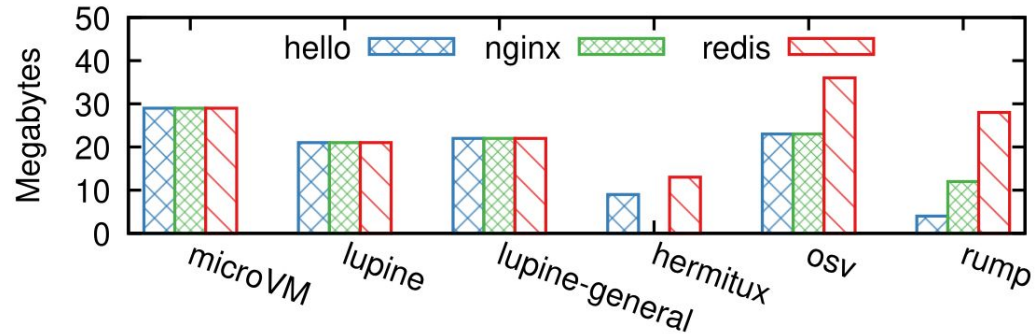 50
40
30
20
10
0
Megabytes
hello nginx redis
microVM lupine lupine-general hermitux osv rump